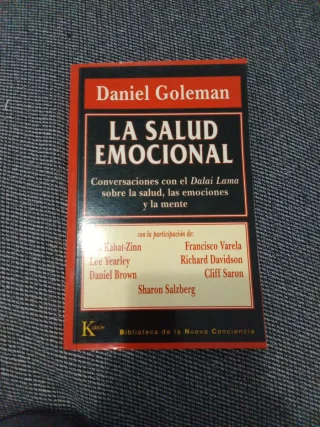 Daniel Goleman
LA SALUD
EMOCIONAL
Conversaciones con el Dalai Lama
sobre la salud, las emociones
y la mente
con la participación de:
Kabat-Zinn Francisco Varela
Lee Yearley Richard Davidson
Daniel Brown Cliff Saron
Sharon Salzberg
Kairós
Biblioteca de la Nueva Conciencia